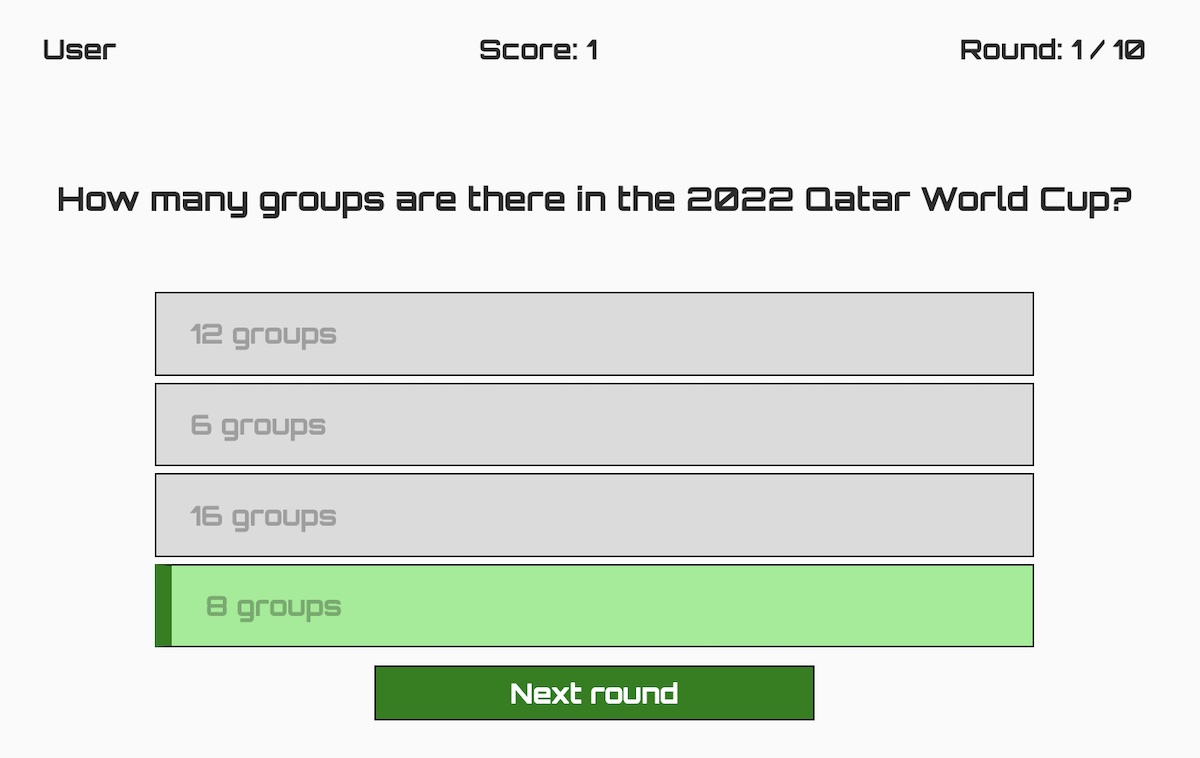 User
Score: 1
Round: 1 / 10
How many groups are there in the 2022 Qatar World Cup?
12 groups
6 groups
16 groups
8 groups
Next round